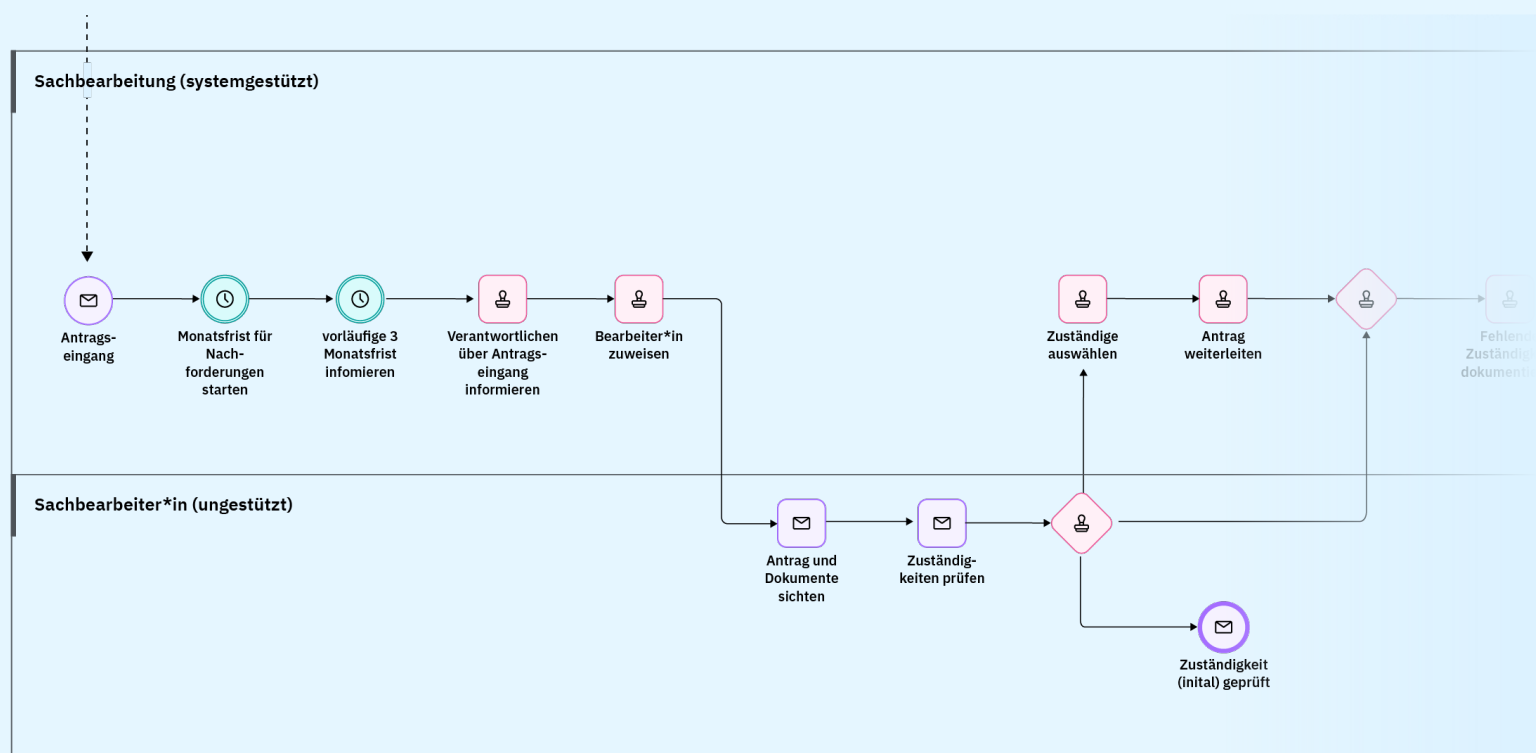 Sachbearbeitung (systemgestützt)
Antrags-
eingang
Monatsfrist für
Nach-
forderungen
starten
vorläufige 3
Monatsfrist
infomieren
Verantwortlichen
über Antrags-
eingang
informieren
Bearbeiter*in
zuweisen
Zuständige
auswählen
Antrag
weiterleiten
Sachbearbeiter*in (ungestützt)
Antrag und
Dokumente
sichten
Zuständig-
keiten prüfen
Zuständigkeit
(inital) geprüft